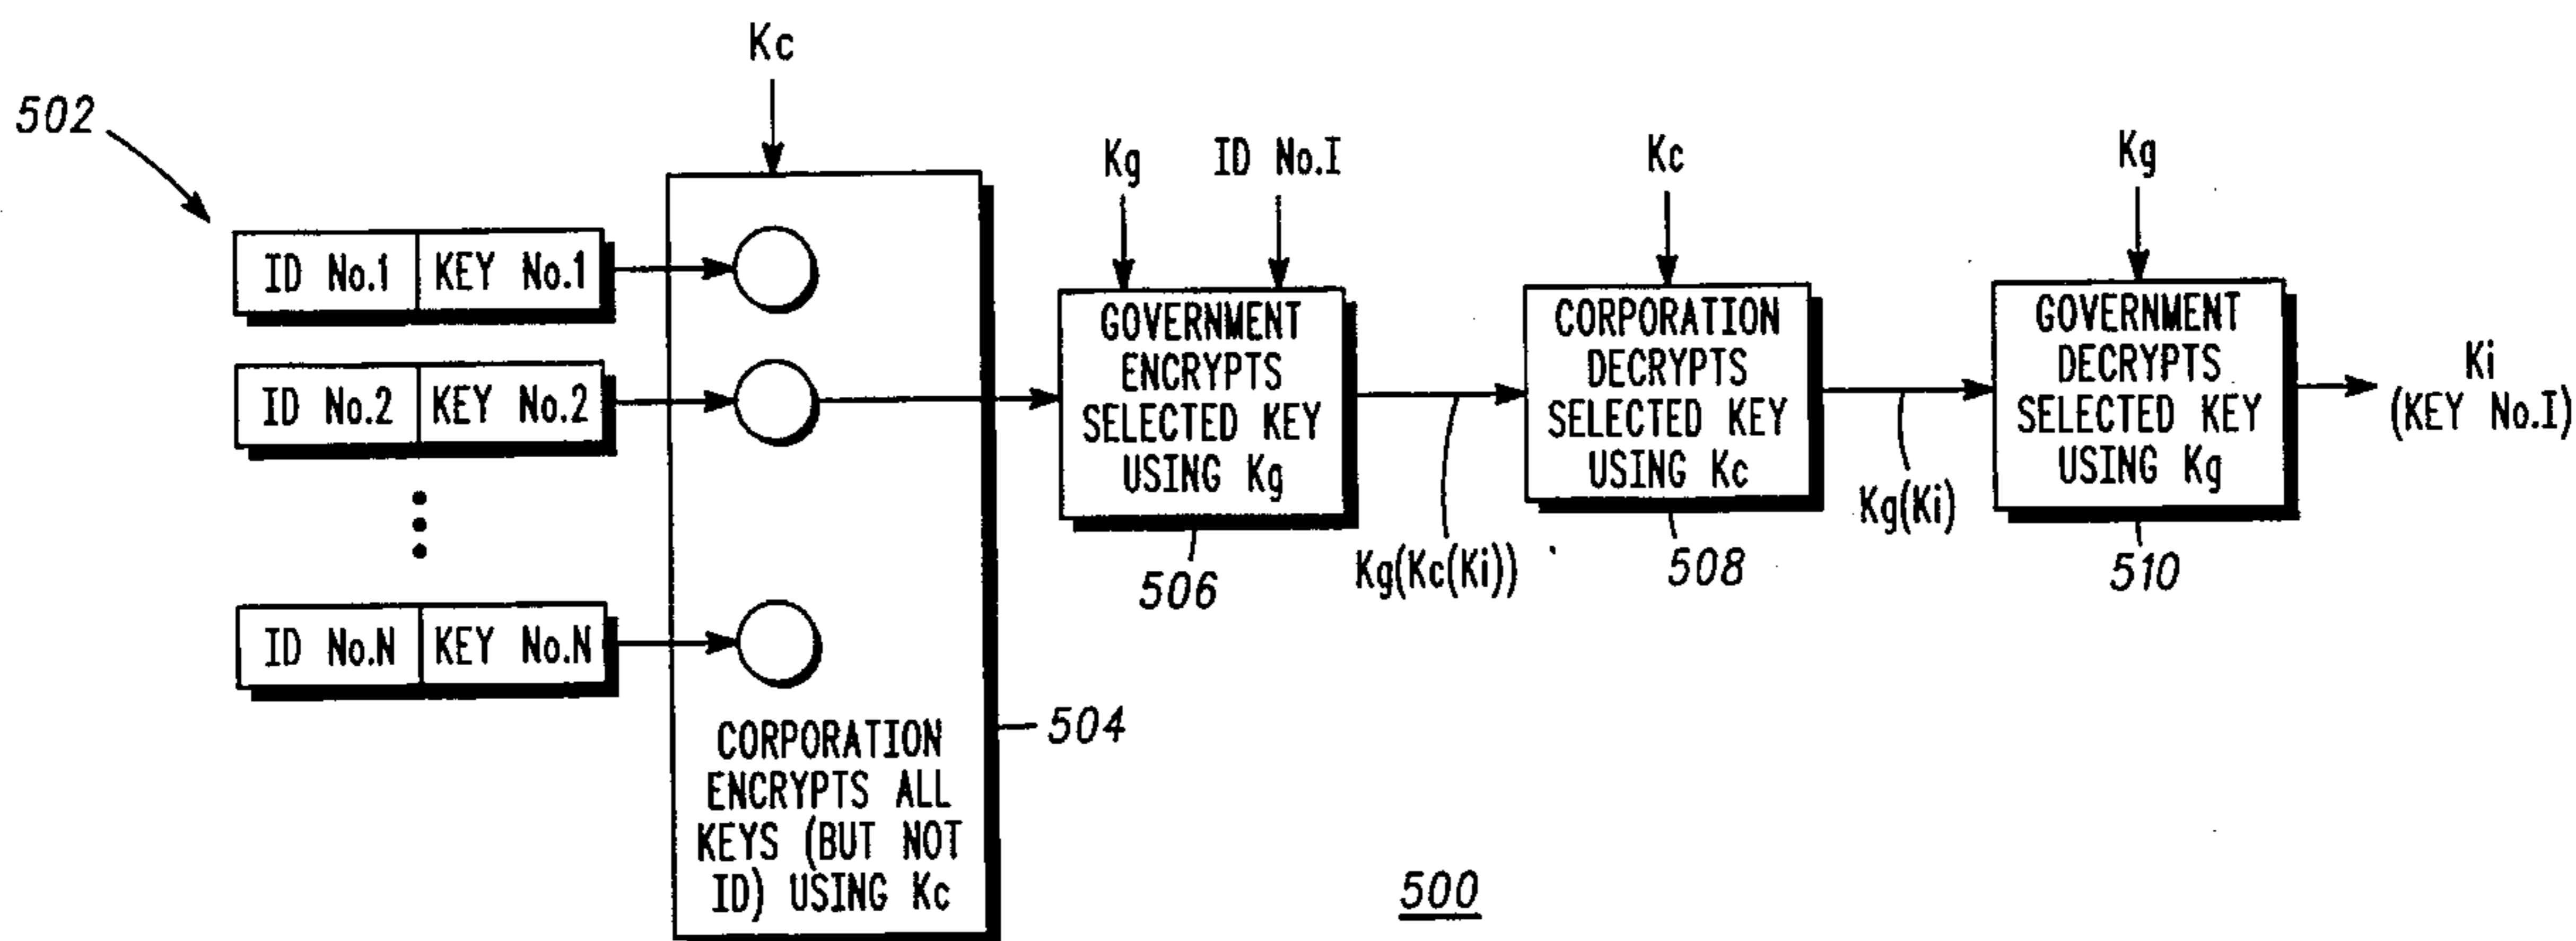 Kc
502
Kg
ID No.I
Kc
Kg
ID No.1
KEY No.1
ID No.2
KEY No.2
ID No.N
KEY No.N
CORPORATION
ENCRYPTS ALL
KEYS (BUT NOT
ID) USING Kc
504
GOVERNMENT
ENCRYPTS
SELECTED KEY
USING Kg
506
Kg(Kc(Ki))
CORPORATION
DECRYPTS
SELECTED KEY
USING Kc
508
Kg(Ki)
GOVERNMENT
DECRYPTS
SELECTED KEY
USING Kg
510
Ki
(KEY No.I)
500